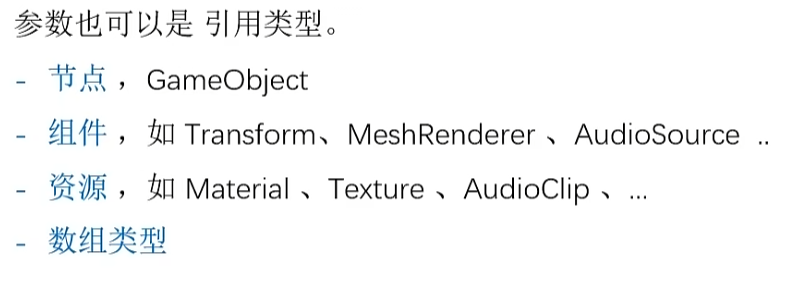 参数也可以是 引用类型。
- 节点 ，GameObject
- 组件 ，如 Transform、MeshRenderer 、AudioSource ..
- 资源 ，如 Material 、Texture 、AudioClip 、...
- 数组类型